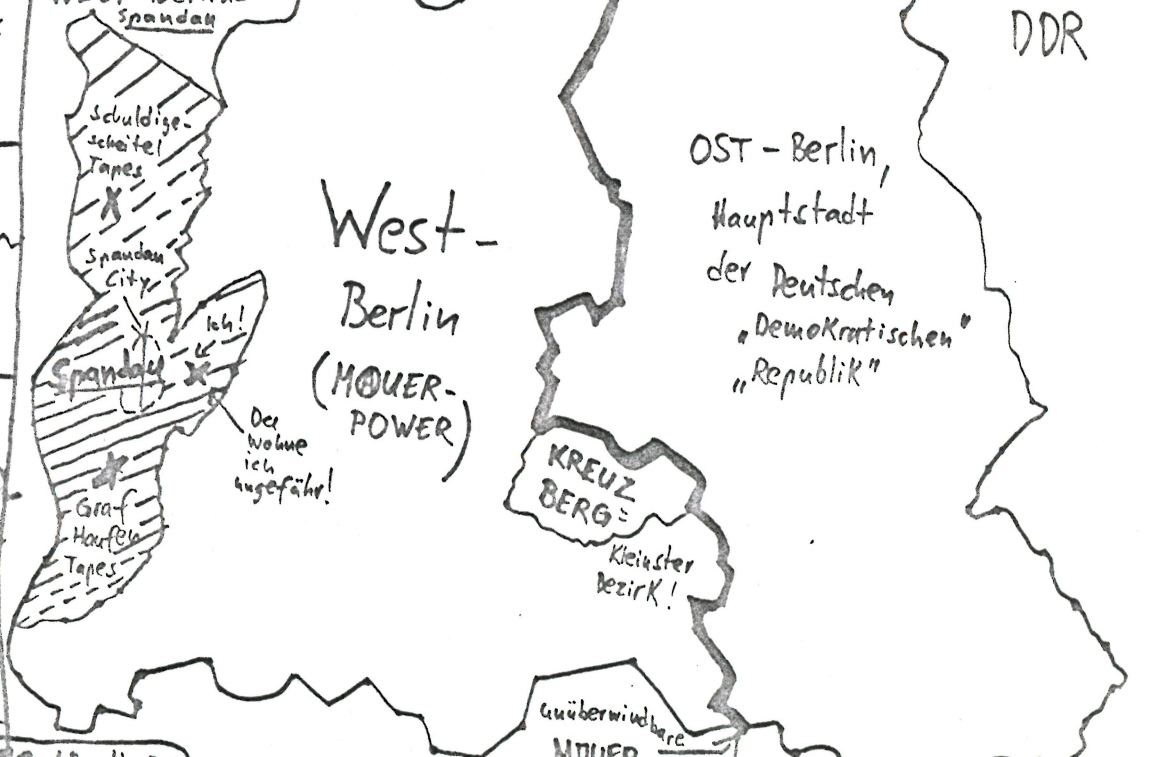 Spandau
DDR
Schuldige-
scheitel
Tapes
X
Spandau
City
Ich!
Spandau
Da
wohne
ich
ungefähr!
Graf
Haufen
Tapes
West-
Berlin
(MAUER-
POWER)
OST-Berlin,
Hauptstadt
der Deutschen
„Demokratischen"
„Republik"
KREUZ
BERG=
Kleinster
Bezirk!
Unüberwindbare
MAUER